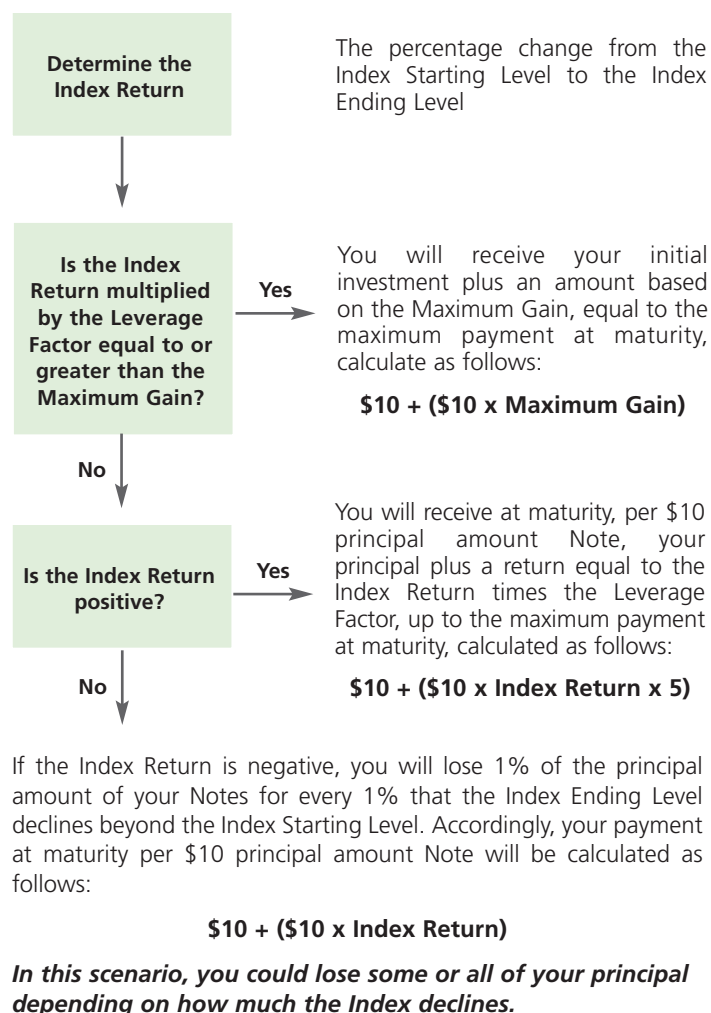 Determine the
Index Return
The percentage change from the
Index Starting Level to the Index
Ending Level
Is the Index
Return multiplied
by the Leverage
Factor equal to or
greater than the
Maximum Gain?
Yes
You will receive your initial
investment plus an amount based
on the Maximum Gain, equal to the
maximum payment at maturity,
calculate as follows:
$10 + ($10 x Maximum Gain)
No
Is the Index Return
positive?
Yes
You will receive at maturity, per $10
principal amount Note, your
principal plus a return equal to the
Index Return times the Leverage
Factor, up to the maximum payment
at maturity, calculated as follows:
$10 + ($10 x Index Return x 5)
No
If the Index Return is negative, you will lose 1% of the principal
amount of your Notes for every 1% that the Index Ending Level
declines beyond the Index Starting Level. Accordingly, your payment
at maturity per $10 principal amount Note will be calculated as
follows:
$10 + ($10 x Index Return)
In this scenario, you could lose some or all of your principal
depending on how much the Index declines.